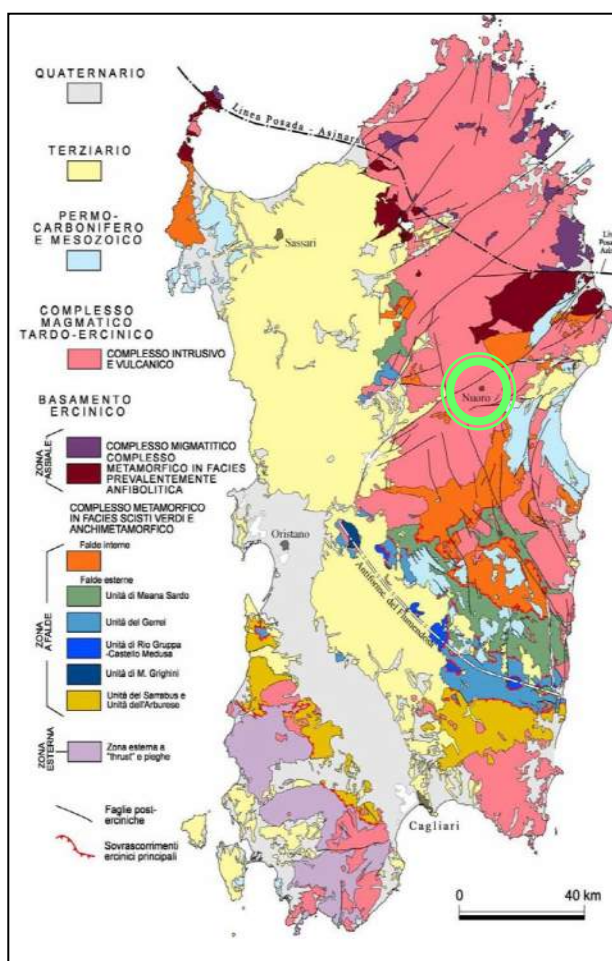 QUATERNARIO
TERZIARIO
PERMO-
CARBONIFERO
E MESOZOICO
COMPLESSO
MAGMATICO
TARDO-ERCINICO
COMPLESSO INTRUSIVO
E VULCANICO
BASAMENTO
ERCINICO
ZONA
ASSIALE
COMPLESSO MIGMATITICO
COMPLESSO
METAMORFICO IN FACIES
PREVALENTEMENTE
ANFIBOLITICA
COMPLESSO METAMORFICO
IN FACIES SCISTI VERDI E
ANCHIMETAMORFICO
ZONA
A FALDE
Falde interne
Falde esterne
Unità di Meana Sardo
Unità del Gerrei
Unità di Rio Gruppa
-Castello Medusa
Unità di M. Grighini
Unità del Sarrabus e
Unità dell'Arburese
ZONA
ESTERNA
Zona esterna a
"thrust" e pieghe
Faglie post-
erciniche
Sovrascorrimenti
ercinici principali
Linea Posada - Asinara
Sassari
Nuoro
Oristano
Antiforme del Flumendosa
Cagliari
0 40 km